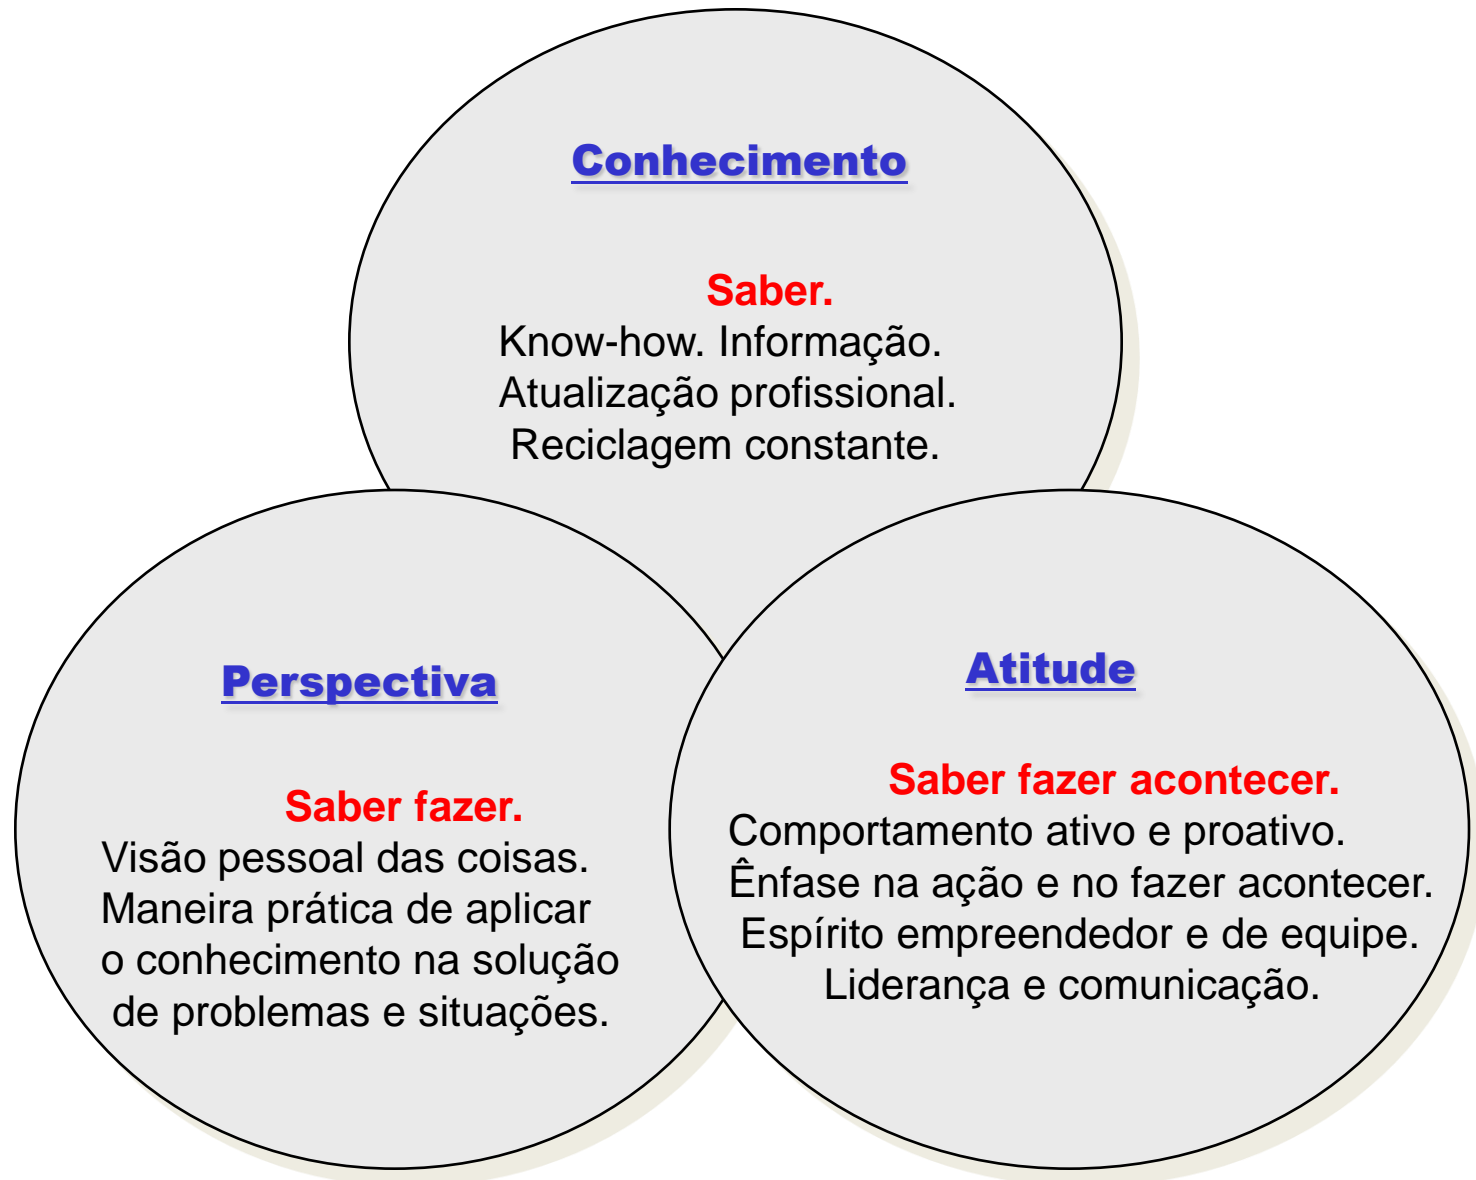 Conhecimento
Saber.
Know-how. Informação.
Atualização profissional.
Reciclagem constante.
Perspectiva
Saber fazer.
Visão pessoal das coisas.
Maneira prática de aplicar
o conhecimento na solução
de problemas e situações.
Atitude
Saber fazer acontecer.
Comportamento ativo e proativo.
Ênfase na ação e no fazer acontecer.
Espírito empreendedor e de equipe.
Liderança e comunicação.